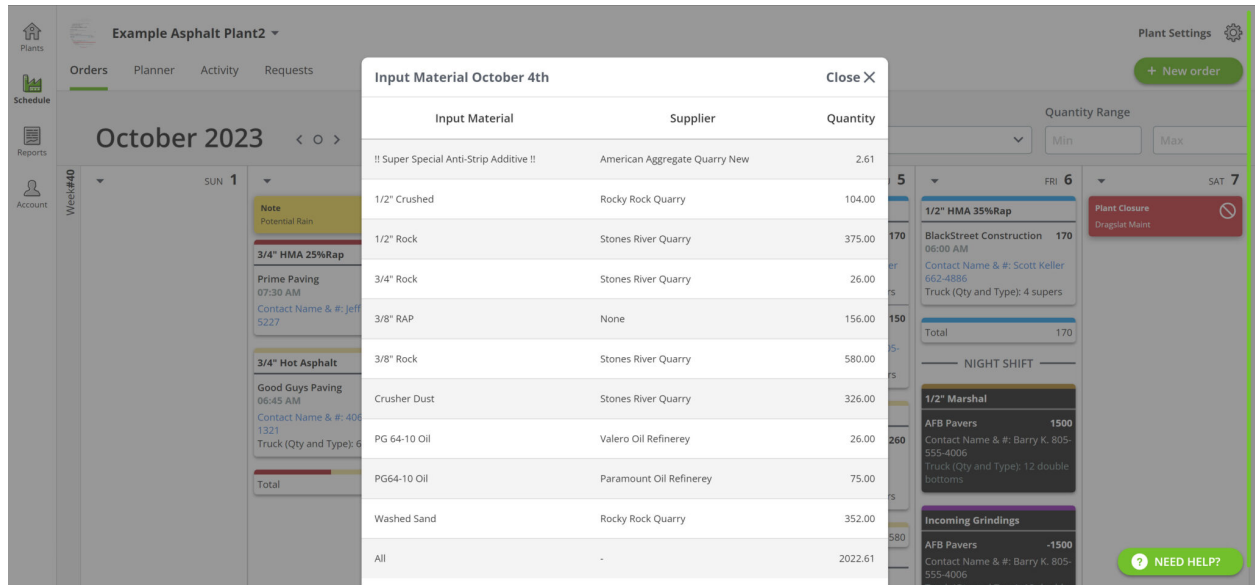 Example Asphalt Plant2
Plant Settings
Plants
Schedule
Reports
Account
Orders Planner Activity Requests
+ New order
October 2023
Quantity Range
Min Max
Week#40
SUN 1
Note
Potential Rain
3/4" HMA 25%Rap
Prime Paving
07:30 AM
Contact Name & #: Jeff
5227
3/4" Hot Asphalt
Good Guys Paving
06:45 AM
Contact Name & #: 406
1321
Truck (Qty and Type): 6
Total
Input Material October 4th Close
Input Material Supplier Quantity
!! Super Special Anti-Strip Additive !! American Aggregate Quarry New 2.61
1/2" Crushed Rocky Rock Quarry 104.00
1/2" Rock Stones River Quarry 375.00
3/4" Rock Stones River Quarry 26.00
3/8" RAP None 156.00
3/8" Rock Stones River Quarry 580.00
Crusher Dust Stones River Quarry 326.00
PG 64-10 Oil Valero Oil Refinerey 26.00
PG64-10 Oil Paramount Oil Refinerey 75.00
Washed Sand Rocky Rock Quarry 352.00
All - 2022.61
5
170
er
rs
150
05-
rs
260
rs
580
FRI 6
1/2" HMA 35%Rap
BlackStreet Construction 170
06:00 AM
Contact Name & #: Scott Keller
662-4886
Truck (Qty and Type): 4 supers
Total 170
NIGHT SHIFT
1/2" Marshal
AFB Pavers 1500
Contact Name & #: Barry K. 805-
555-4006
Truck (Qty and Type): 12 double
bottoms
Incoming Grindings
AFB Pavers -1500
Contact Name & #: Barry K. 805-
555-4006
SAT 7
Plant Closure
Dragslat Maint
? NEED HELP?